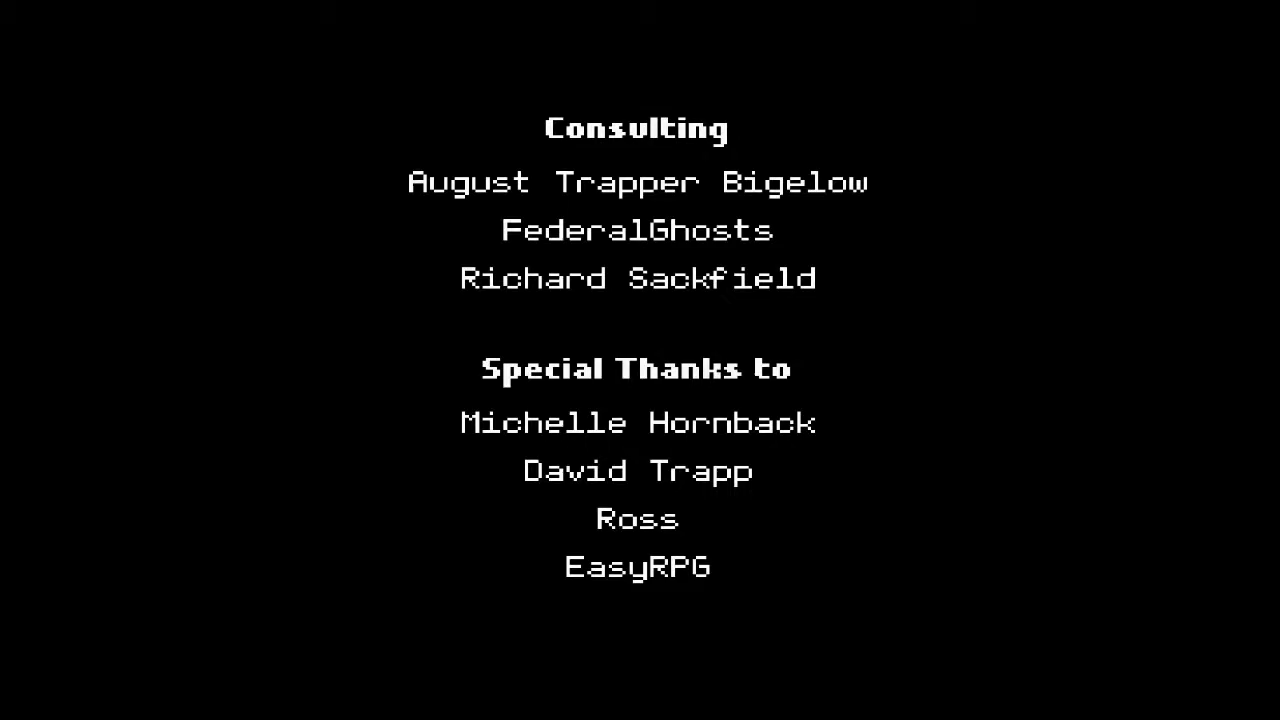 Consulting
August Trapper Bigelow
FederalGhosts
Richard Sackfield
Special Thanks to
Michelle Hornback
David Trapp
Ross
EasyRPG